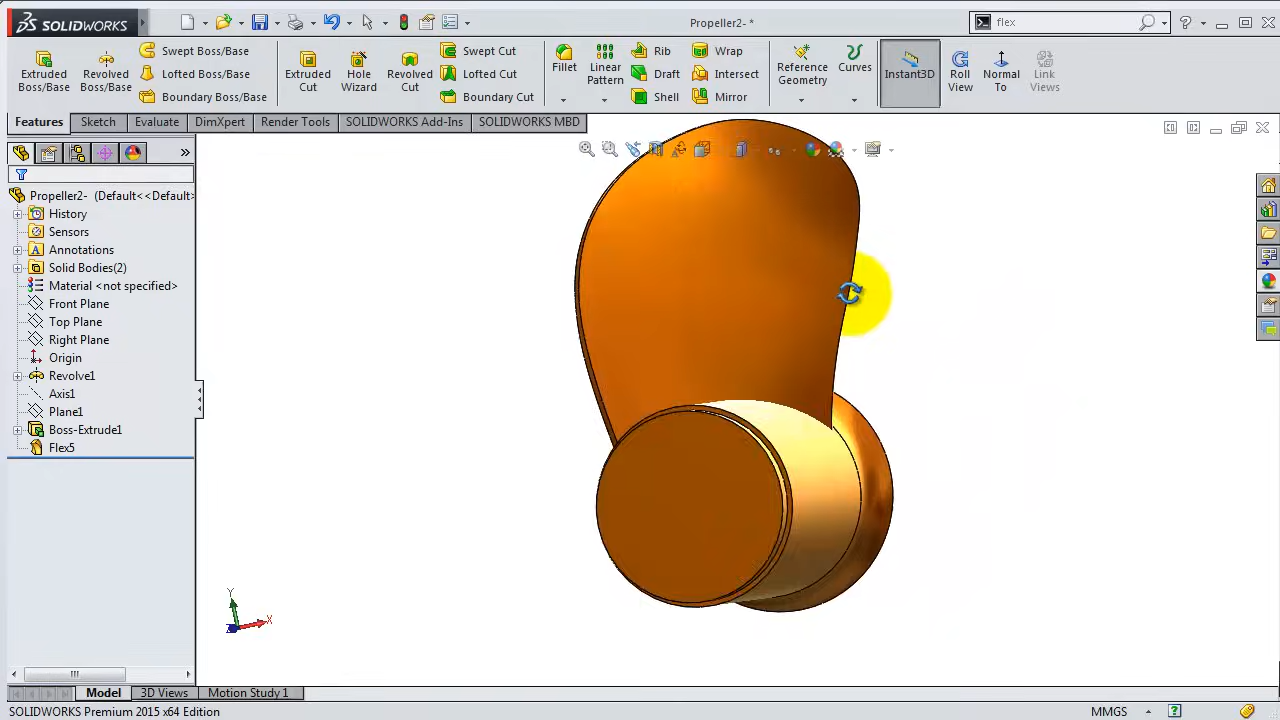 SOLIDWORKS
Propeller2- *
flex
Extruded Boss/Base
Revolved Boss/Base
Swept Boss/Base
Lofted Boss/Base
Boundary Boss/Base
Extruded Cut
Hole Wizard
Revolved Cut
Swept Cut
Lofted Cut
Boundary Cut
Fillet
Linear Pattern
Rib
Draft
Shell
Wrap
Intersect
Mirror
Reference Geometry
Curves
Instant3D
Roll View
Normal To
Link Views
Features
Sketch
Evaluate
DimXpert
Render Tools
SOLIDWORKS Add-Ins
SOLIDWORKS MBD
Propeller2- (Default<<Default>
History
Sensors
Annotations
Solid Bodies(2)
Material <not specified>
Front Plane
Top Plane
Right Plane
Origin
Revolve1
Axis1
Plane1
Boss-Extrude1
Flex5
Y
X
Z
Model
3D Views
Motion Study 1
SOLIDWORKS Premium 2015 x64 Edition
MMGS